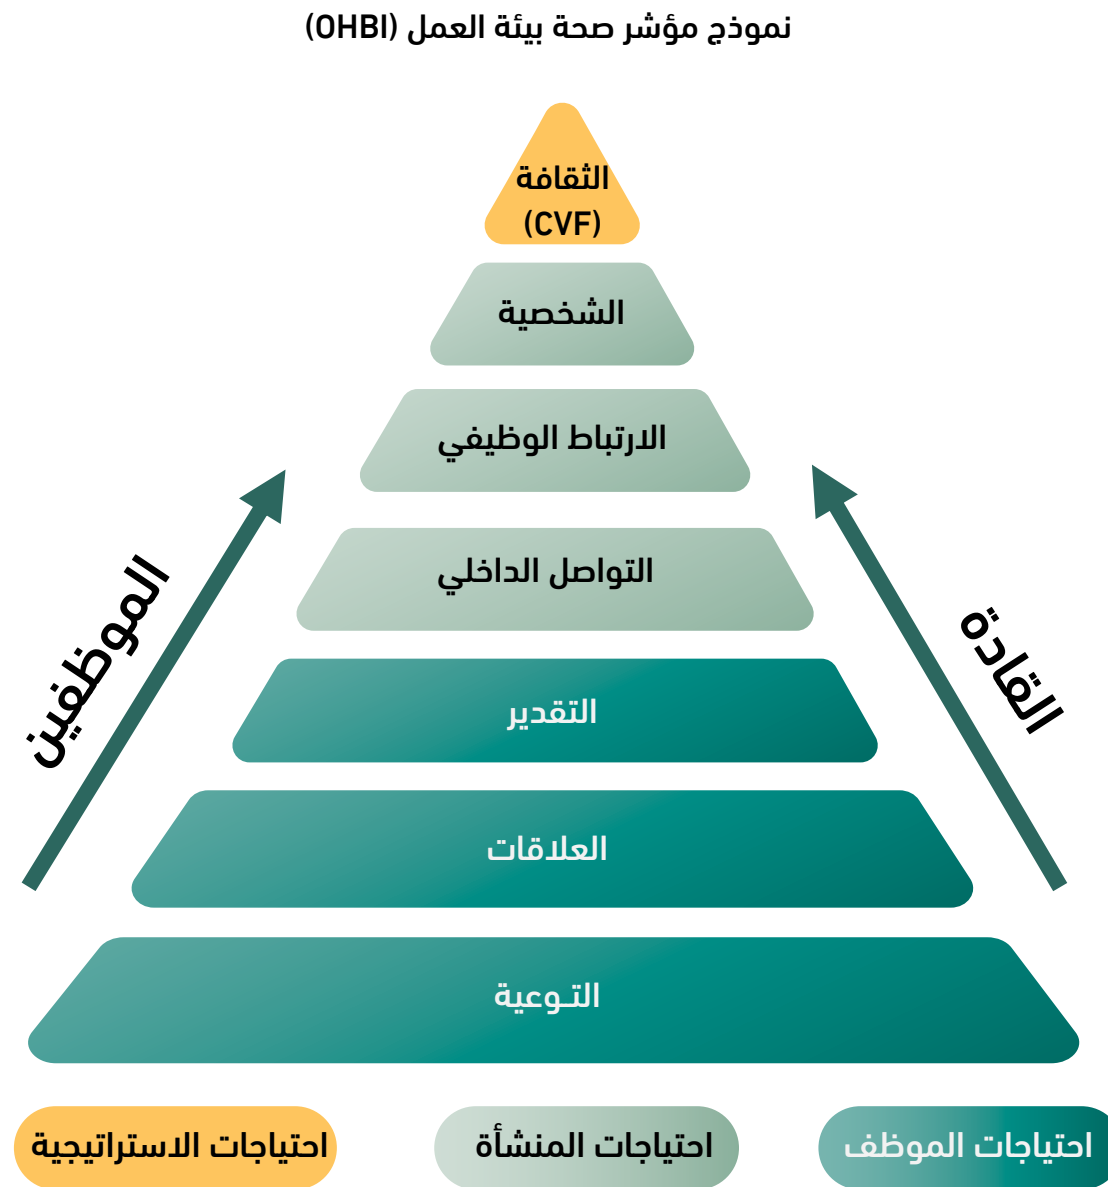 نموذج مؤشر صحة بيئة العمل (OHBI)
الثقافة
(CVF)
الشخصية
الارتباط الوظيفي
التواصل الداخلي
التقدير
العلاقات
التـوعية
القادة
الموظفين
احتياجات الموظف
احتياجات المنشأة
احتياجات الاستراتيجية